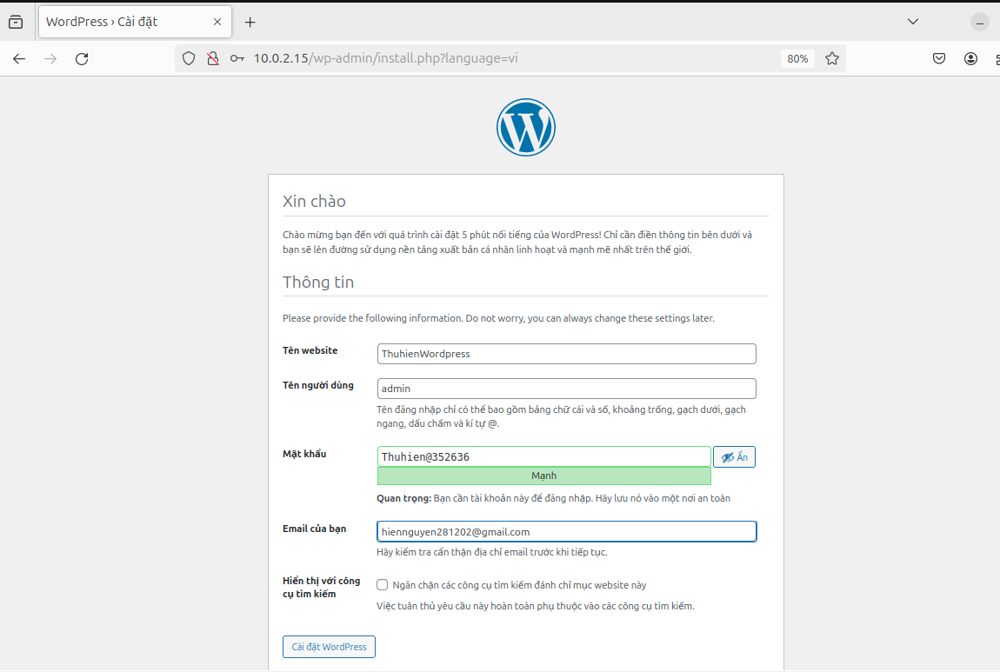 WordPress › Cài đặt
10.0.2.15/wp-admin/install.php?language=vi
80%
Xin chào
Chào mừng bạn đến với quá trình cài đặt 5 phút nổi tiếng của WordPress! Chỉ cần điền thông tin bên dưới và
bạn sẽ lên đường sử dụng nền tảng xuất bản cá nhân linh hoạt và mạnh mẽ nhất trên thế giới.
Thông tin
Please provide the following information. Do not worry, you can always change these settings later.
Tên website
ThuhienWordpress
Tên người dùng
admin
Tên đăng nhập chỉ có thể bao gồm bảng chữ cái và số, khoảng trống, gạch dưới, gạch
ngang, dấu chấm và kí tự @.
Mật khẩu
Thuhien@352636
Ẩn
Mạnh
Quan trọng: Bạn cần tài khoản này để đăng nhập. Hãy lưu nó vào một nơi an toàn
Email của bạn
hiennguyen281202@gmail.com
Hãy kiểm tra cẩn thận địa chỉ email trước khi tiếp tục.
Hiển thị với công
cụ tìm kiếm
Ngăn chặn các công cụ tìm kiếm đánh chỉ mục website này
Việc tuân thủ yêu cầu này hoàn toàn phụ thuộc vào các công cụ tìm kiếm.
Cài đặt WordPress